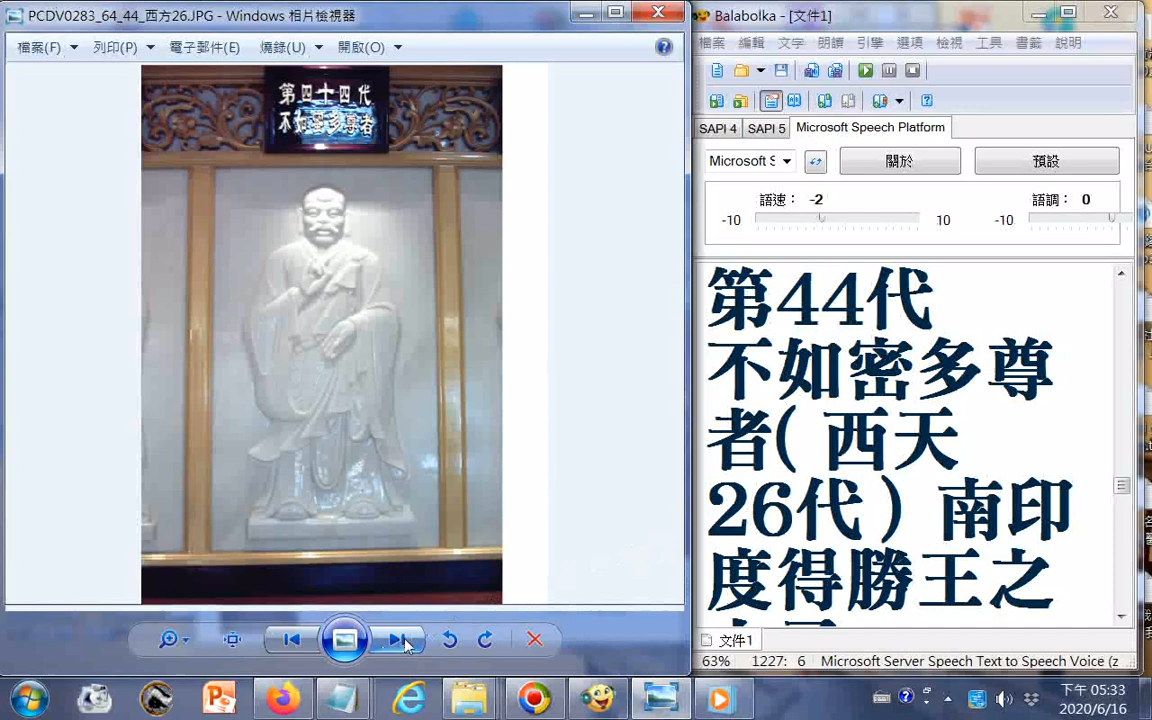 PCDV0283_64_44_西方26.JPG - Windows 相片檢視器
檔案(F) 列印(P) 電子郵件(E) 燒錄(U) 開啟(O)
第四十四代
不如密多尊者
Balabolka - [文件1]
檔案 編輯 文字 朗讀 引擎 選項 檢視 工具 書籤 說明
SAPI 4 SAPI 5 Microsoft Speech Platform
Microsoft S 關於 預設
語速： -2 語調： 0
-10 10 -10
第44代
不如密多尊
者( 西天
26代 ) 南印
度得勝王之
文件1
63% 1227: 6 Microsoft Server Speech Text to Speech Voice (z
下午 05:33
2020/6/16